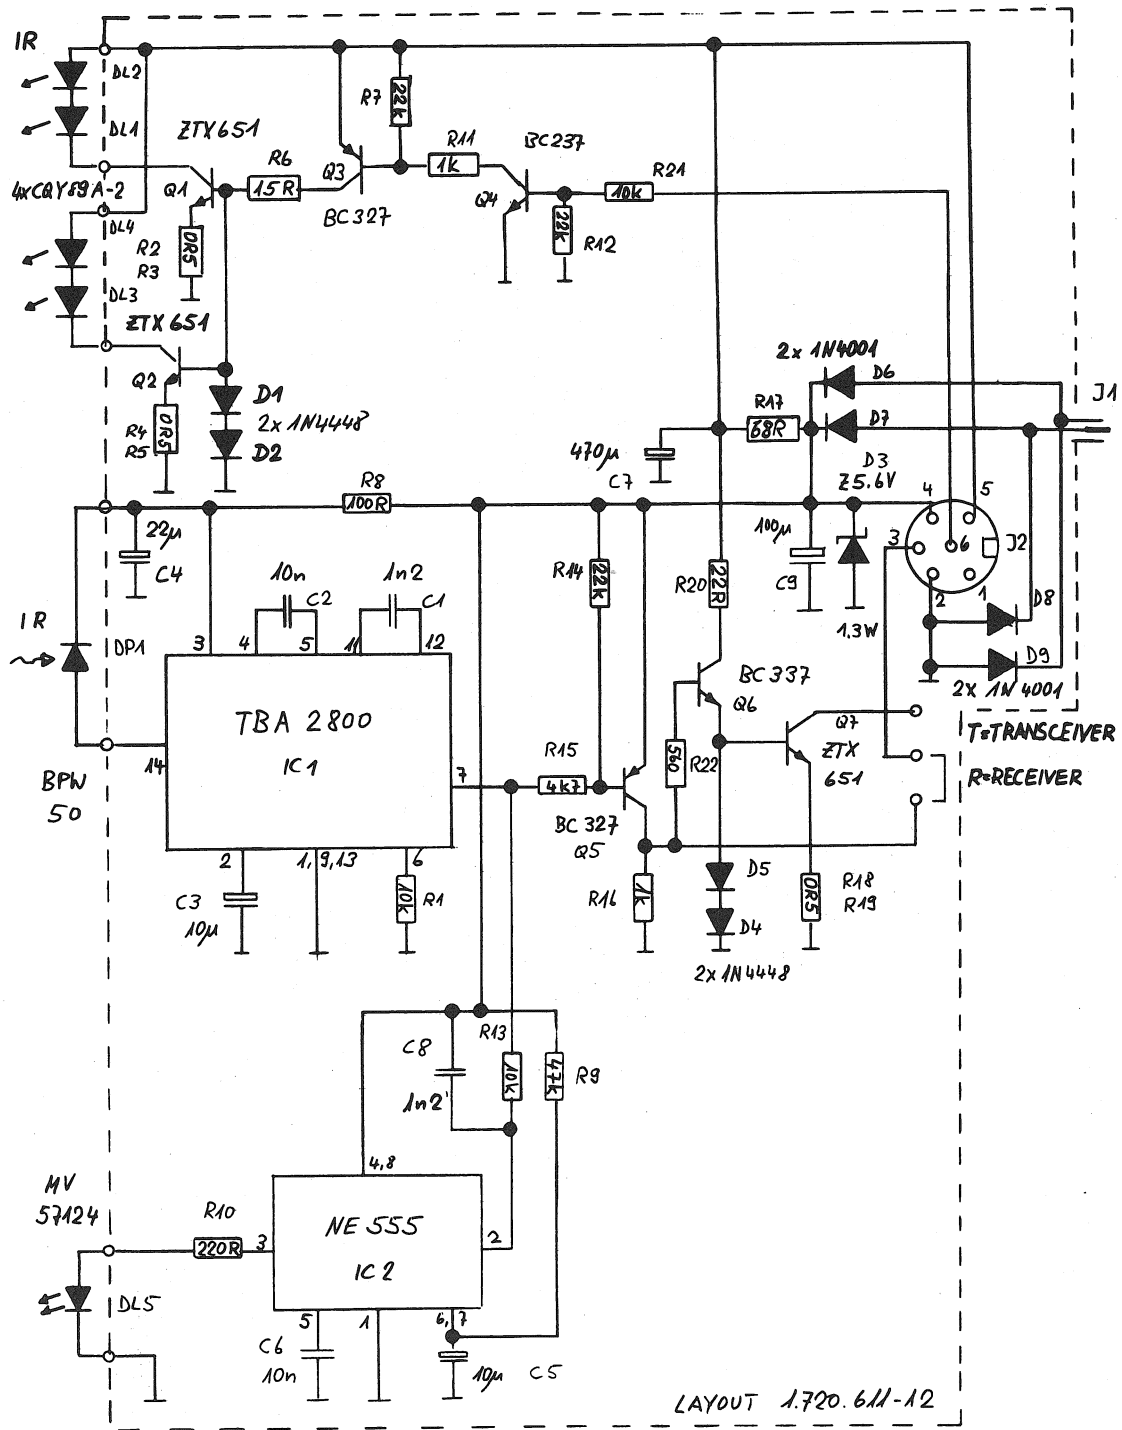 IR
DL2
DL1
ZTX651
4xCQY89A-2
Q1
R6
15R
Q3
BC327
R7
22k
R11
1k
BC237
Q4
R21
10k
22k
R12
DL4
R2
R3
0R5
DL3
ZTX651
Q2
R4
R5
0R5
D1
2x 1N4448
D2
2x 1N4001
D6
R17
68R
D7
J1
470µ
C7
D3
Z5.6V
R8
100R
22µ
C4
100µ
C9
1,3W
4
5
3
6
J2
2
1
D8
D9
2x 1N 4001
R14
22k
R20
22R
IR
DP1
10n
C2
1n2
C1
3
4
5
11
12
TBA 2800
IC1
14
7
BPW
50
2
1,9,13
6
C3
10µ
10k
R1
R15
4k7
BC 327
Q5
560
R22
BC 337
Q6
Q7
ZTX
651
T=TRANSCEIVER
R=RECEIVER
R16
1k
D5
D4
2x 1N4448
0R5
R18
R19
C8
1n2
R13
10k
47k
R9
4,8
NE 555
IC2
MV
57124
R10
220R
3
2
DL5
5
1
6,7
C6
10n
10µ
C5
LAYOUT 1.720.611-12